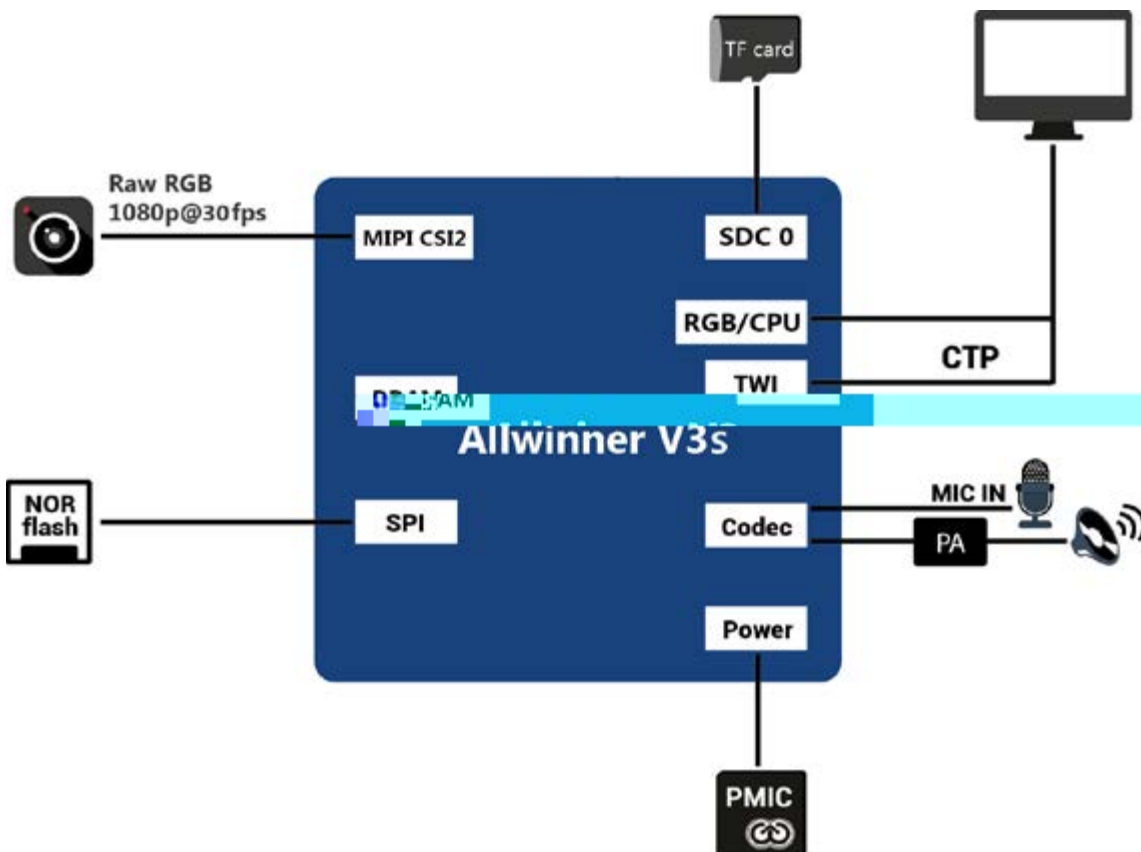 TF card
Raw RGB
1080p@30fps
MIPI CSI2
SDC 0
RGB/CPU
CTP
TWI
Allwinner V3s
NOR
flash
SPI
MIC IN
Codec
PA
Power
PMIC